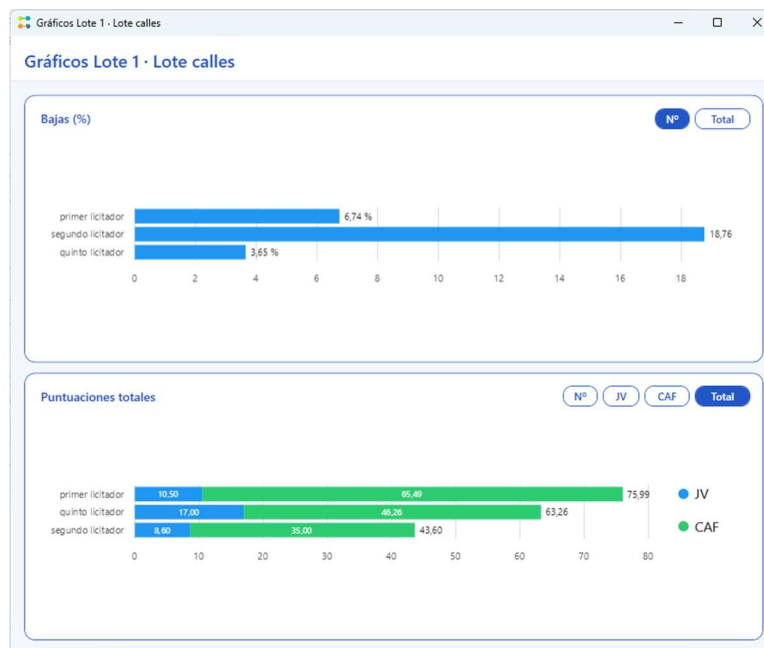 Gráficos Lote 1 · Lote calles
Gráficos Lote 1 · Lote calles
Bajas (%)
Nº Total
primer licitador 6,74 %
segundo licitador 18,76
quinto licitador 3,65 %
0 2 4 6 8 10 12 14 16 18
Puntuaciones totales
Nº JV CAF Total
primer licitador 10,50 65,49 75,99
quinto licitador 17,00 46,26 63,26
segundo licitador 8,60 35,00 43,60
0 10 20 30 40 50 60 70 80
JV
CAF